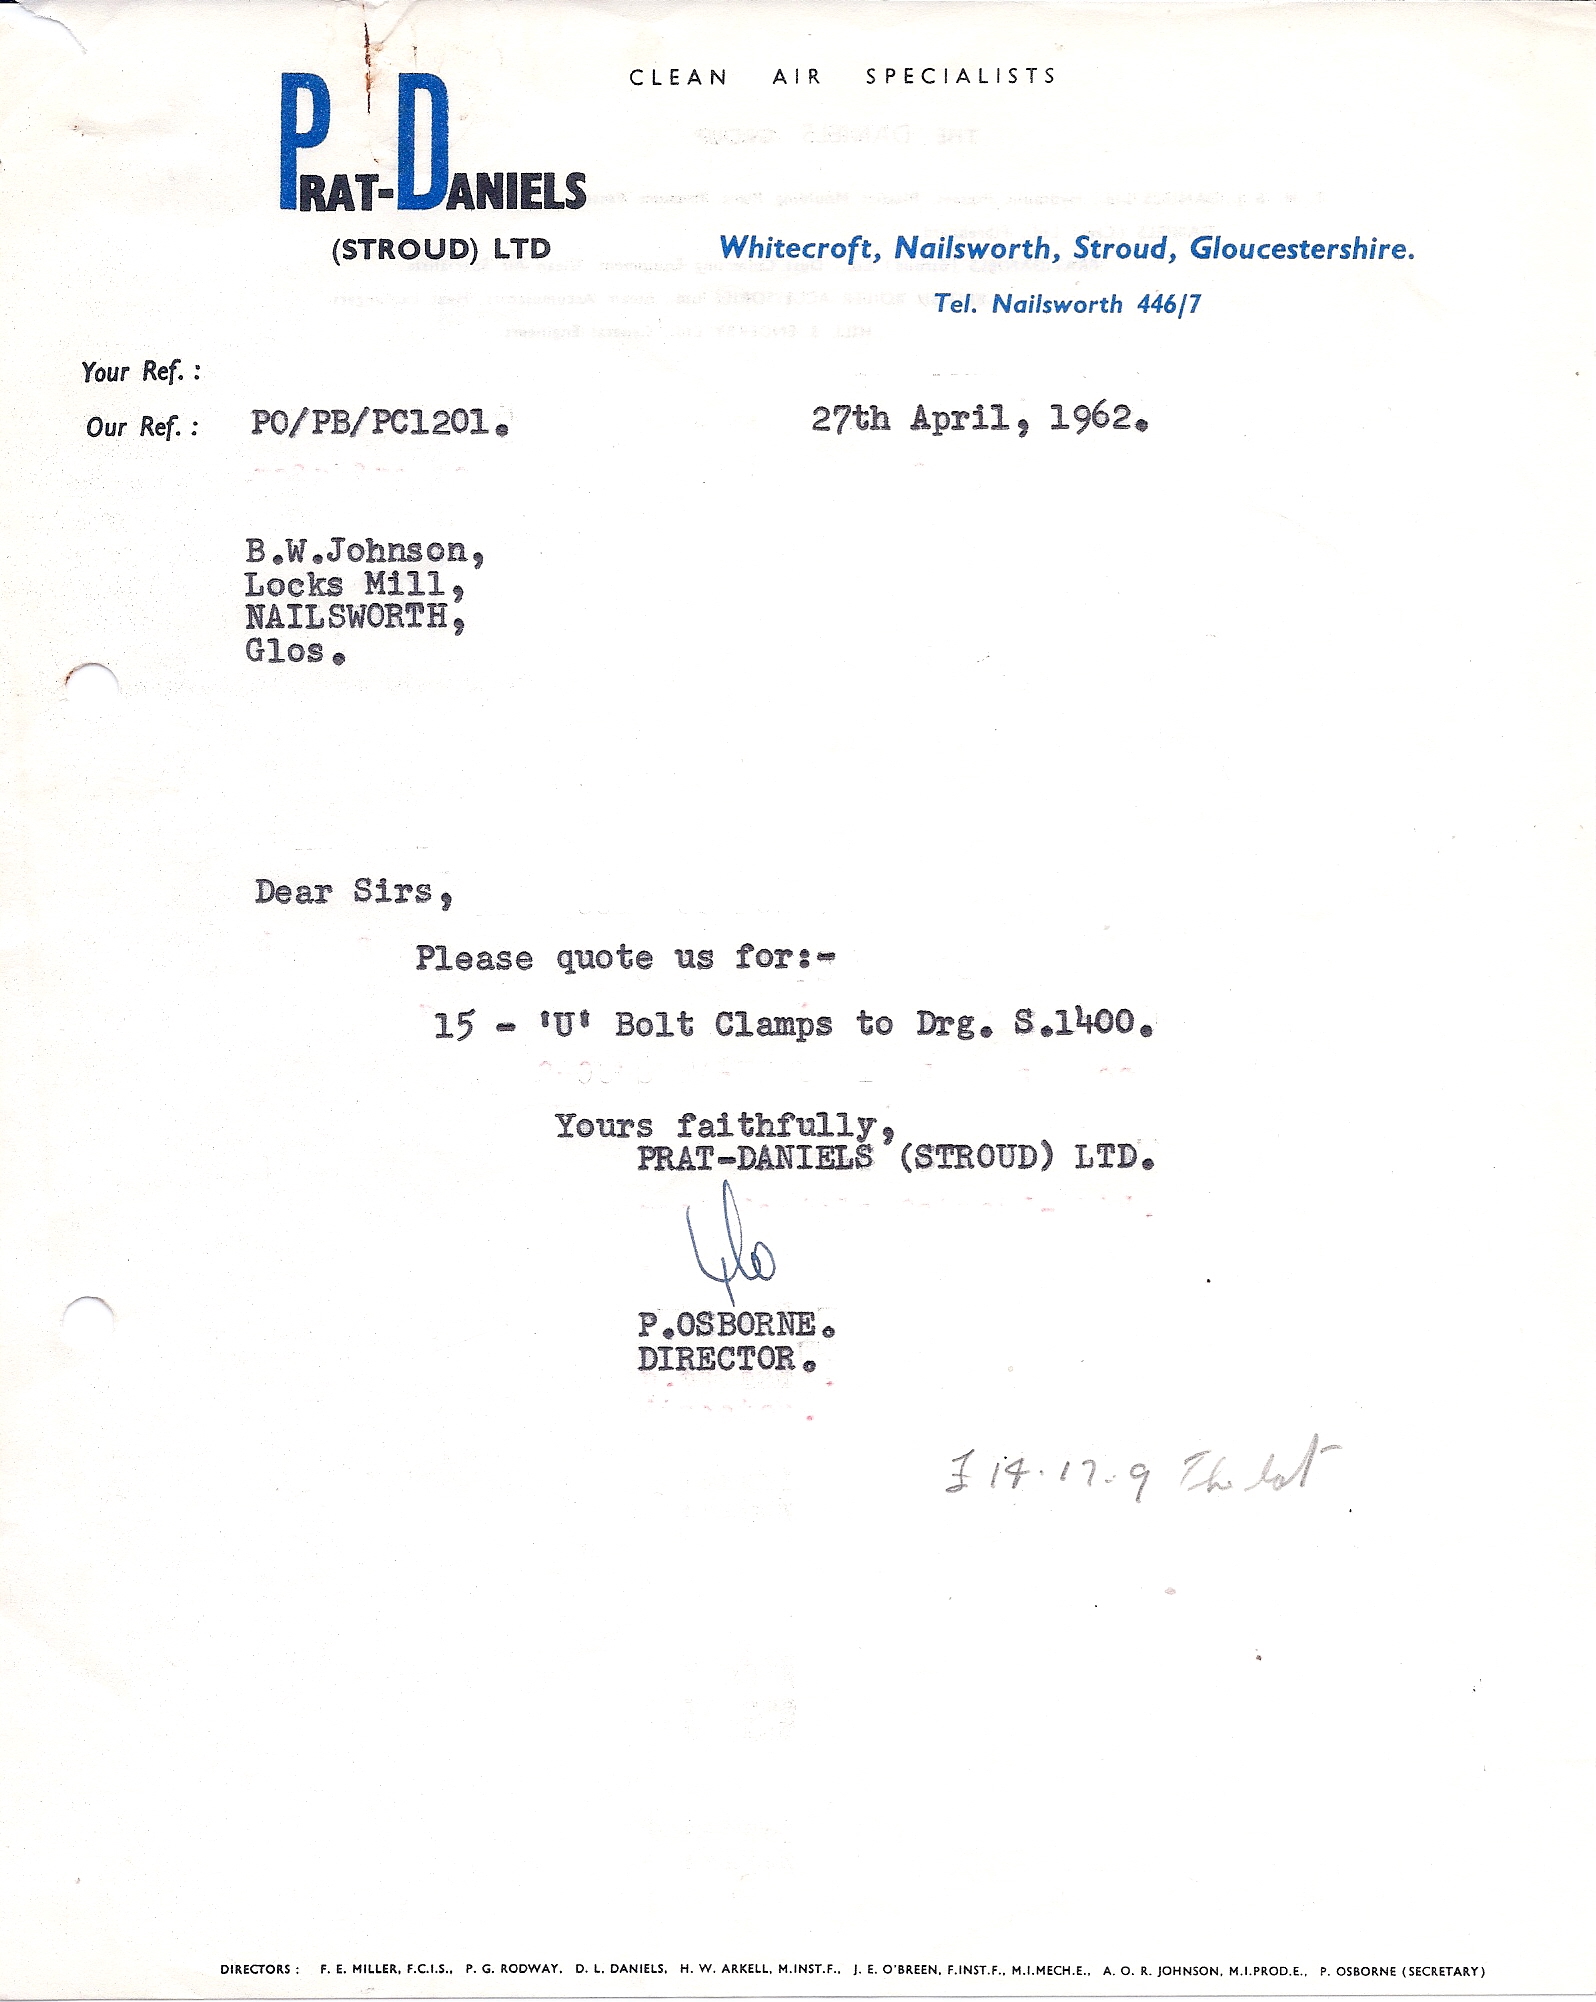 CLEAN AIR SPECIALISTS
PRAT-DANIELS
(STROUD) LTD
Whitecroft, Nailsworth, Stroud, Gloucestershire.
Tel. Nailsworth 446/7
Your Ref. :
Our Ref. : PO/PB/PC1201.
27th April, 1962.
B.W.Johnson,
Locks Mill,
NAILSWORTH,
Glos.
Dear Sirs,
Please quote us for:-
15 - 'U' Bolt Clamps to Drg. S.1400.
Yours faithfully,
PRAT-DANIELS (STROUD) LTD.
P.OSBORNE.
DIRECTOR.
£14.17.9 The lot
DIRECTORS : F. E. MILLER, F.C.I.S., P. G. RODWAY. D. L. DANIELS, H. W. ARKELL, M.INST.F., J. E. O'BREEN, F.INST.F., M.I.MECH.E., A. O. R. JOHNSON, M.I.PROD.E., P. OSBORNE (SECRETARY)